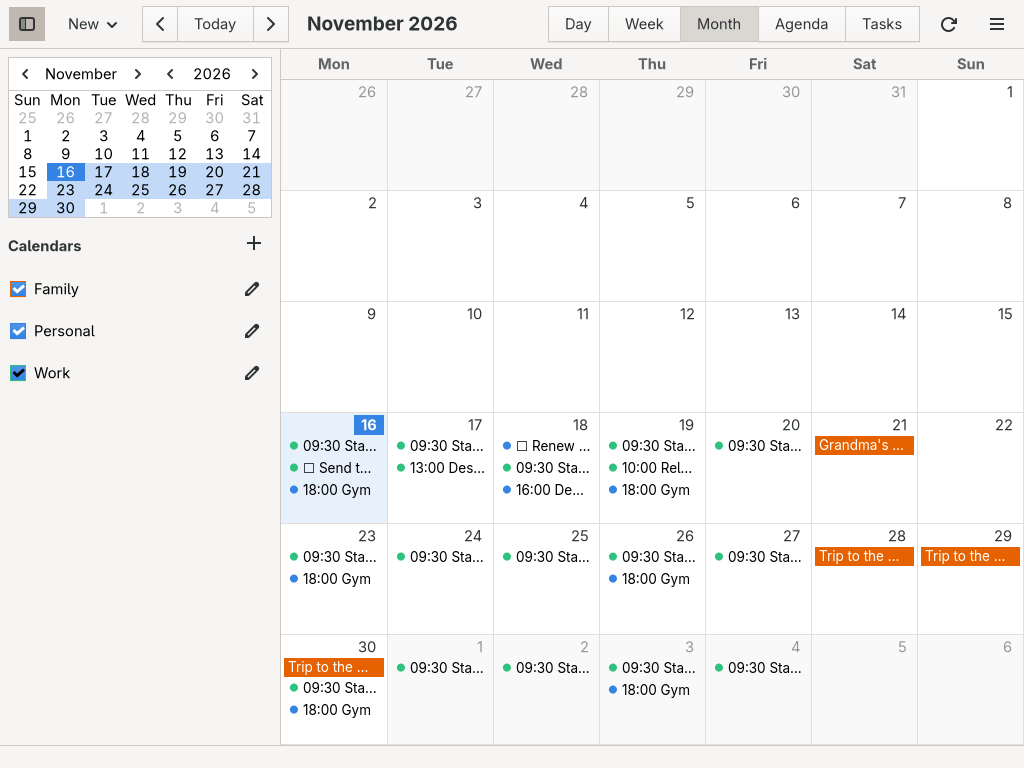 New Today November 2026 Day Week Month Agenda Tasks
November 2026
Sun Mon Tue Wed Thu Fri Sat
25 26 27 28 29 30 31
1 2 3 4 5 6 7
8 9 10 11 12 13 14
15 16 17 18 19 20 21
22 23 24 25 26 27 28
29 30 1 2 3 4 5
Calendars
Family
Personal
Work
Mon Tue Wed Thu Fri Sat Sun
26 27 28 29 30 31 1
2 3 4 5 6 7 8
9 10 11 12 13 14 15
16 17 18 19 20 21 22
09:30 Sta... 09:30 Sta... Renew ... 09:30 Sta... 09:30 Sta... Grandma's ...
Send t... 13:00 Des... 09:30 Sta... 10:00 Rel...
18:00 Gym 16:00 De... 18:00 Gym
23 24 25 26 27 28 29
09:30 Sta... 09:30 Sta... 09:30 Sta... 09:30 Sta... 09:30 Sta... Trip to the ... Trip to the ...
18:00 Gym 18:00 Gym
30 1 2 3 4 5 6
Trip to the ... 09:30 Sta... 09:30 Sta... 09:30 Sta... 09:30 Sta...
09:30 Sta... 18:00 Gym
18:00 Gym